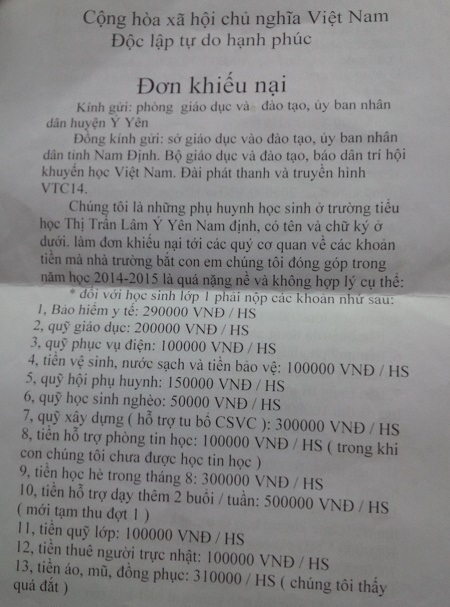 Cộng hòa xã hội chủ nghĩa Việt Nam
Độc lập tự do hạnh phúc
Đơn khiếu nại
Kính gửi: phòng giáo dục và đào tạo, ủy ban nhân
dân huyện Ý Yên
Đồng kính gửi: sở giáo dục vào đào tạo, ủy ban nhân
dân tỉnh Nam Định. Bộ giáo dục và đào tạo, báo dân trí hội
khuyến học Việt Nam. Đài phát thanh và truyền hình
VTC14.
Chúng tôi là những phụ huynh học sinh ở trường tiểu
học Thị Trấn Lâm Ý Yên Nam định, có tên và chữ ký ở
dưới. làm đơn khiếu nại tới các quý cơ quan về các khoản
tiền mà nhà trường bắt con em chúng tôi đóng góp trong
năm học 2014-2015 là quá nặng nề và không hợp lý cụ thể:
* đối với học sinh lớp 1 phải nộp các khoản như sau:
1, Bảo hiểm y tế: 290000 VNĐ / HS
2, quỹ giáo dục: 200000 VNĐ / HS
3, quỹ phục vụ điện: 100000 VNĐ / HS
4, tiền vệ sinh, nước sạch và tiền bảo vệ: 100000 VNĐ / HS
5, quỹ hội phụ huynh: 150000 VNĐ / HS
6, quỹ học sinh nghèo: 50000 VNĐ / HS
7, quỹ xây dựng ( hỗ trợ tu bổ CSVC ): 300000 VNĐ / HS
8, tiền hỗ trợ phòng tin học: 100000 VNĐ / HS ( trong khi
con chúng tôi chưa được học tin học )
9, tiền học hè trong tháng 8: 300000 VNĐ / HS
10, tiền hỗ trợ dạy thêm 2 buổi / tuần: 500000 VNĐ / HS
( mới tạm thu đợt 1 )
11, tiền quỹ lớp: 100000 VNĐ / HS
12, tiền thuê người trực nhật: 100000 VNĐ / HS
13, tiền áo, mũ, đồng phục: 310000 / HS ( chúng tôi thấy
quá đắt )